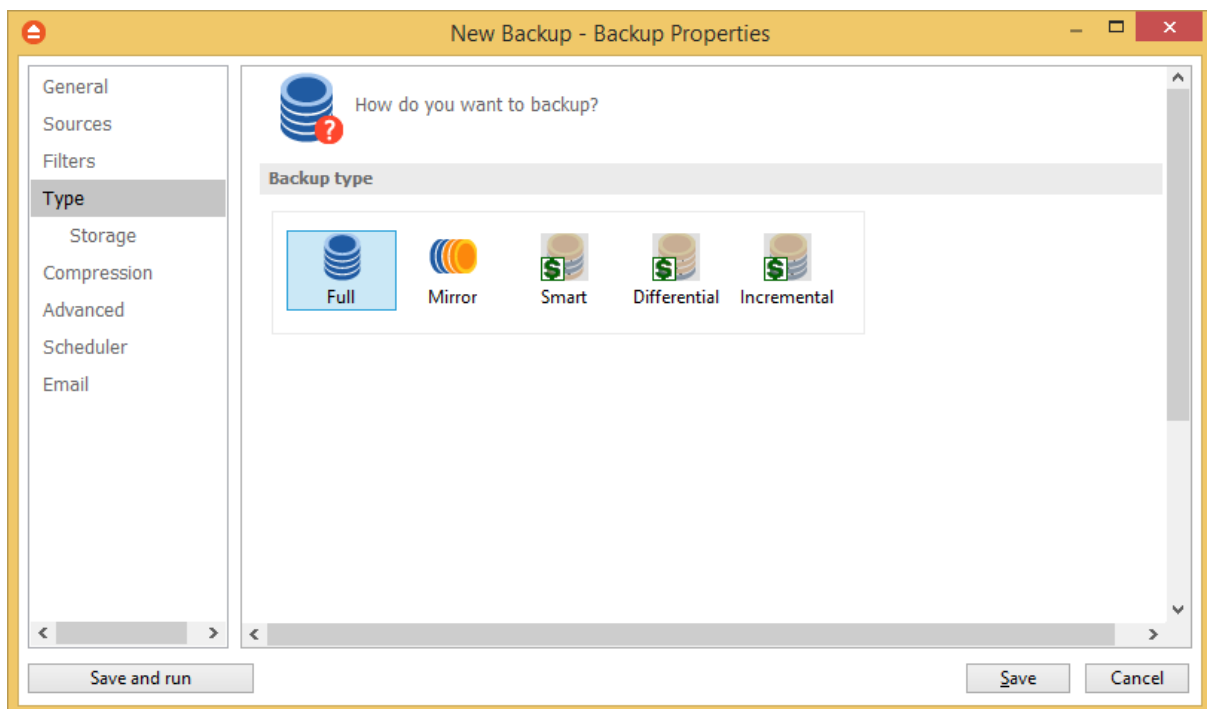 New Backup - Backup Properties
General
Sources
Filters
Type
Storage
Compression
Advanced
Scheduler
Email
How do you want to backup?
Backup type
Full
Mirror
Smart
Differential
Incremental
Save and run
Save
Cancel